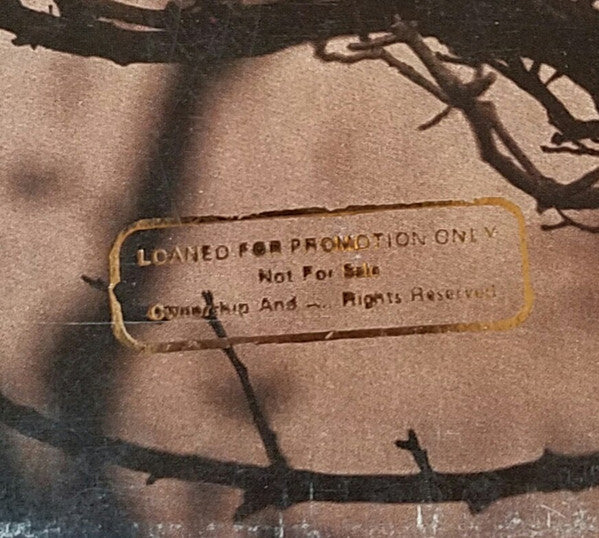 LOANED FOR PROMOTION ONLY
Not For Sale
Ownership And ... Rights Reserved